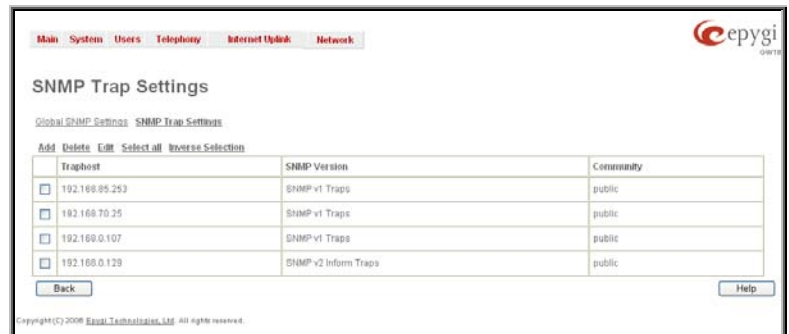 Main System Users Telephony Internet Uplink Network
epygi
SNMP Trap Settings
Global SNMP Settings SNMP Trap Settings
Add Delete Edit Select all Inverse Selection
Traphost SNMP Version Community
192.168.85.253 SNMP v1 Traps public
192.168.70.25 SNMP v1 Traps public
192.168.0.107 SNMP v1 Traps public
192.168.0.129 SNMP v2 Inform Traps public
Back Help
Copyright (C) 2006 Epygi Technologies, Ltd. All rights reserved.